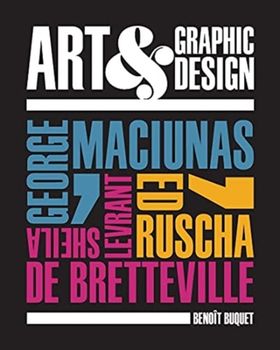 ART & GRAPHIC
DESIGN
GEORGE
MACIUNAS
,
SHEILA
LEVRANT
ED
,
RUSCHA
DE BRETTEVILLE
BENOÎT BUQUET